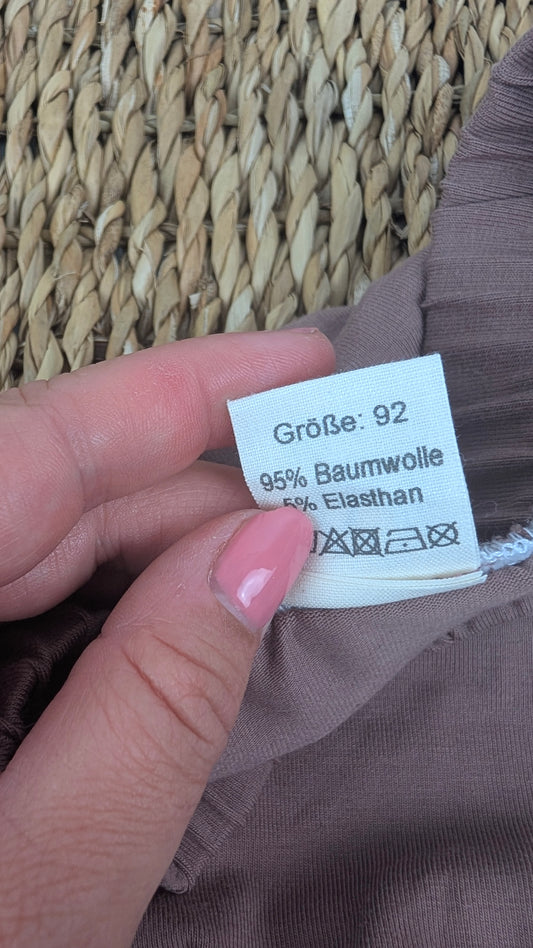 Größe: 92
95% Baumwolle
5% Elasthan